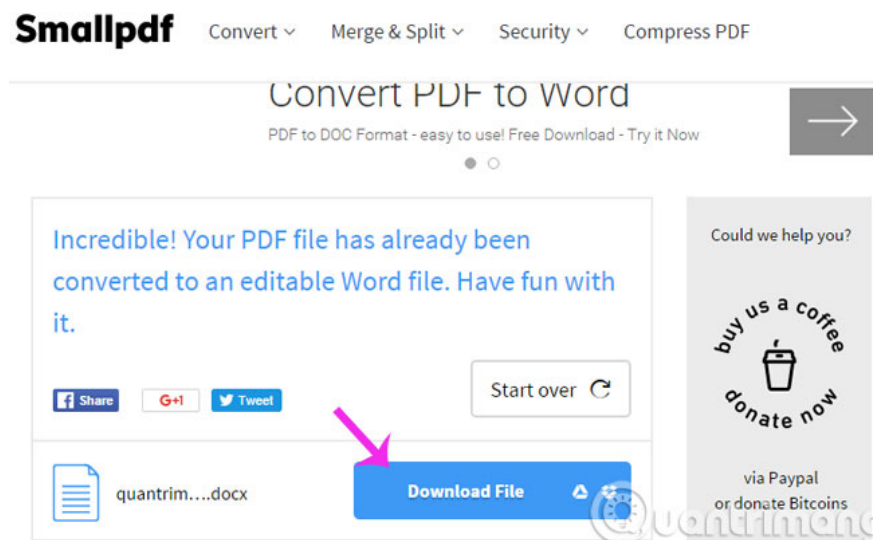 Smallpdf Convert Merge & Split Security Compress PDF
Convert PDF to Word
PDF to DOC Format - easy to use! Free Download - Try it Now
Incredible! Your PDF file has already been
converted to an editable Word file. Have fun with
it.
Share G+1 Tweet
Start over
quantrim....docx
Download File
Could we help you?
buy us a coffee
donate now
via Paypal
or donate Bitcoins
Quantrimang